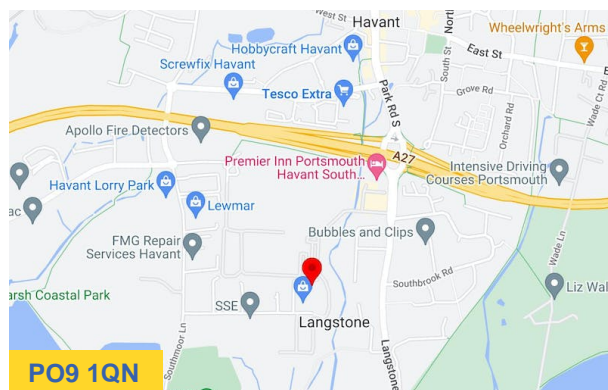 West St
Havant
North
Wheelwright's Arms
Hobbycraft Havant
East St
Screwfix Havant
South St
Tesco Extra
Grove Rd
Park Rd S
Orchard Rd
Wade Ct Rd
Apollo Fire Detectors
A27
Premier Inn Portsmouth
Havant South...
Intensive Driving
Courses Portsmouth
Havant Lorry Park
Lewmar
ac
Bubbles and Clips
FMG Repair
Services Havant
Wade Ln
Southbrook Rd
arsh Coastal Park
Liz Wal
SSE
Southmoor Ln
Langstone
Langstone
PO9 1QN